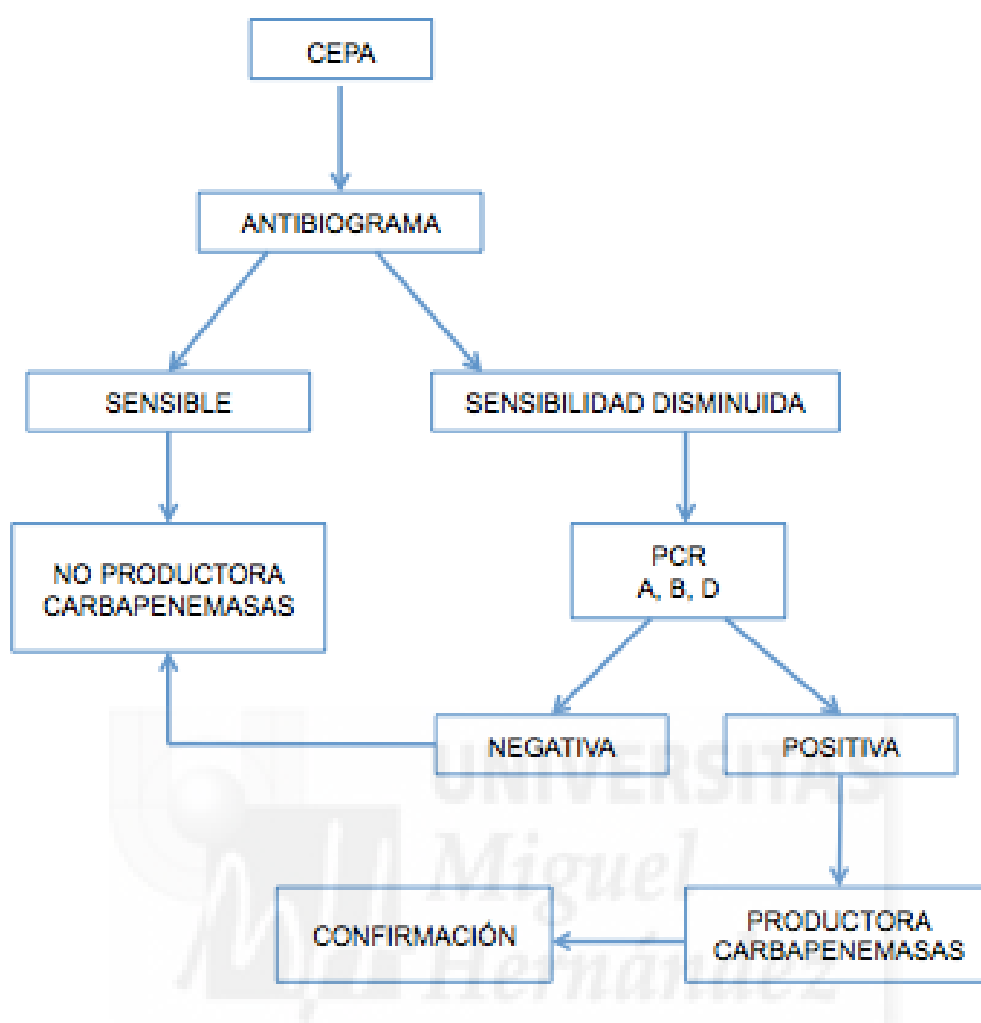 CEPA
ANTIBIOGRAMA
SENSIBLE
SENSIBILIDAD DISMINUIDA
NO PRODUCTORA
CARBAPENEMASAS
PCR
A, B, D
NEGATIVA
POSITIVA
UNIVERSITAS
Miguel
Hernández
CONFIRMACIÓN
PRODUCTORA
CARBAPENEMASAS